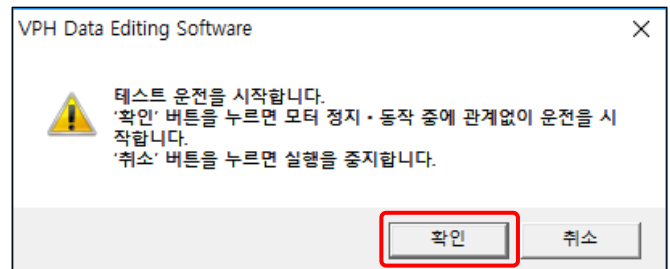 VPH Data Editing Software
테스트 운전을 시작합니다.
'확인' 버튼을 누르면 모터 정지・동작 중에 관계없이 운전을 시
작합니다.
'취소' 버튼을 누르면 실행을 중지합니다.
확인
취소